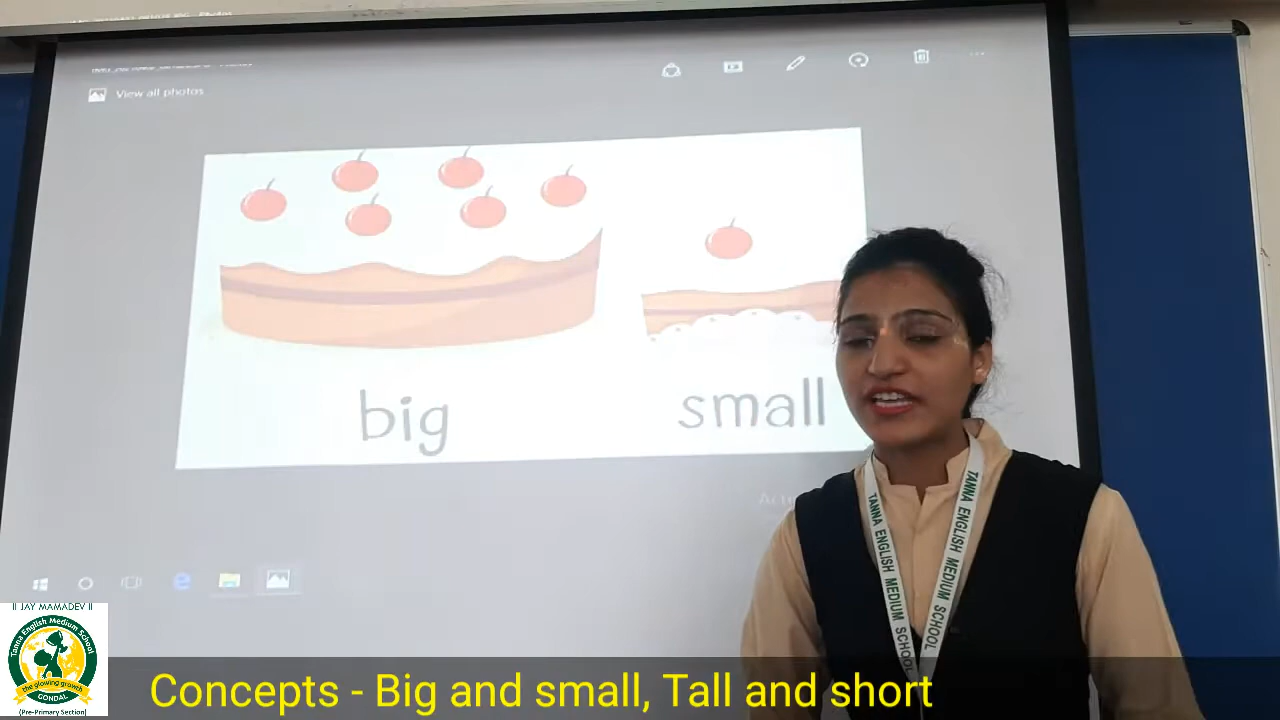 View all photos
big
small
TANNA ENGLISH MEDIUM SCHOOL
TANNA ENGLISH MEDIUM SCHOOL
|| JAY MAMADEV ||
Tanna English Medium School
the glowing growth
GONDAL
(Pre-Primary Section)
Concepts - Big and small, Tall and short